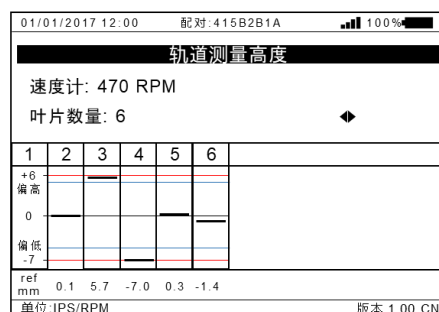 01/01/2017 12:00 配对:415B2B1A 100%
轨道测量高度
速度计: 470 RPM
叶片数量: 6
1 2 3 4 5 6
+6
偏高
0
偏低
-7
ref
mm 0.1 5.7 -7.0 0.3 -1.4
单位:IPS/RPM 版本 1.00 CN